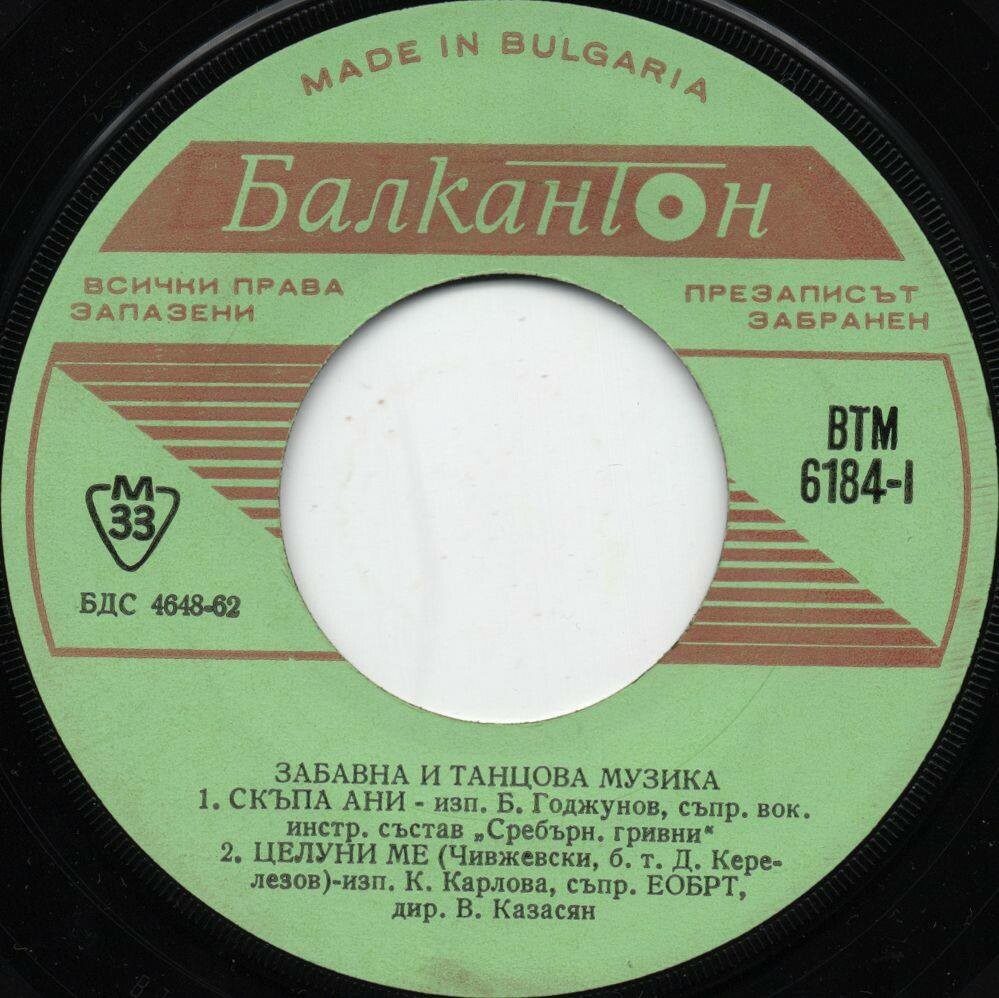 MADE IN BULGARIA
Балкантон
ВСИЧКИ ПРАВА
ЗАПАЗЕНИ
ПРЕЗАПИСЪТ
ЗАБРАНЕН
ВТМ
6184-I
М
33
БДС 4648-62
ЗАБАВНА И ТАНЦОВА МУЗИКА
1. СКЪПА АНИ - изп. Б. Годжунов, съпр. вок.
инстр. състав „Сребърн. гривни“
2. ЦЕЛУНИ МЕ (Чивжевски, б. т. Д. Кере-
лезов)-изп. К. Карлова, съпр. ЕОБРТ,
дир. В. Казасян